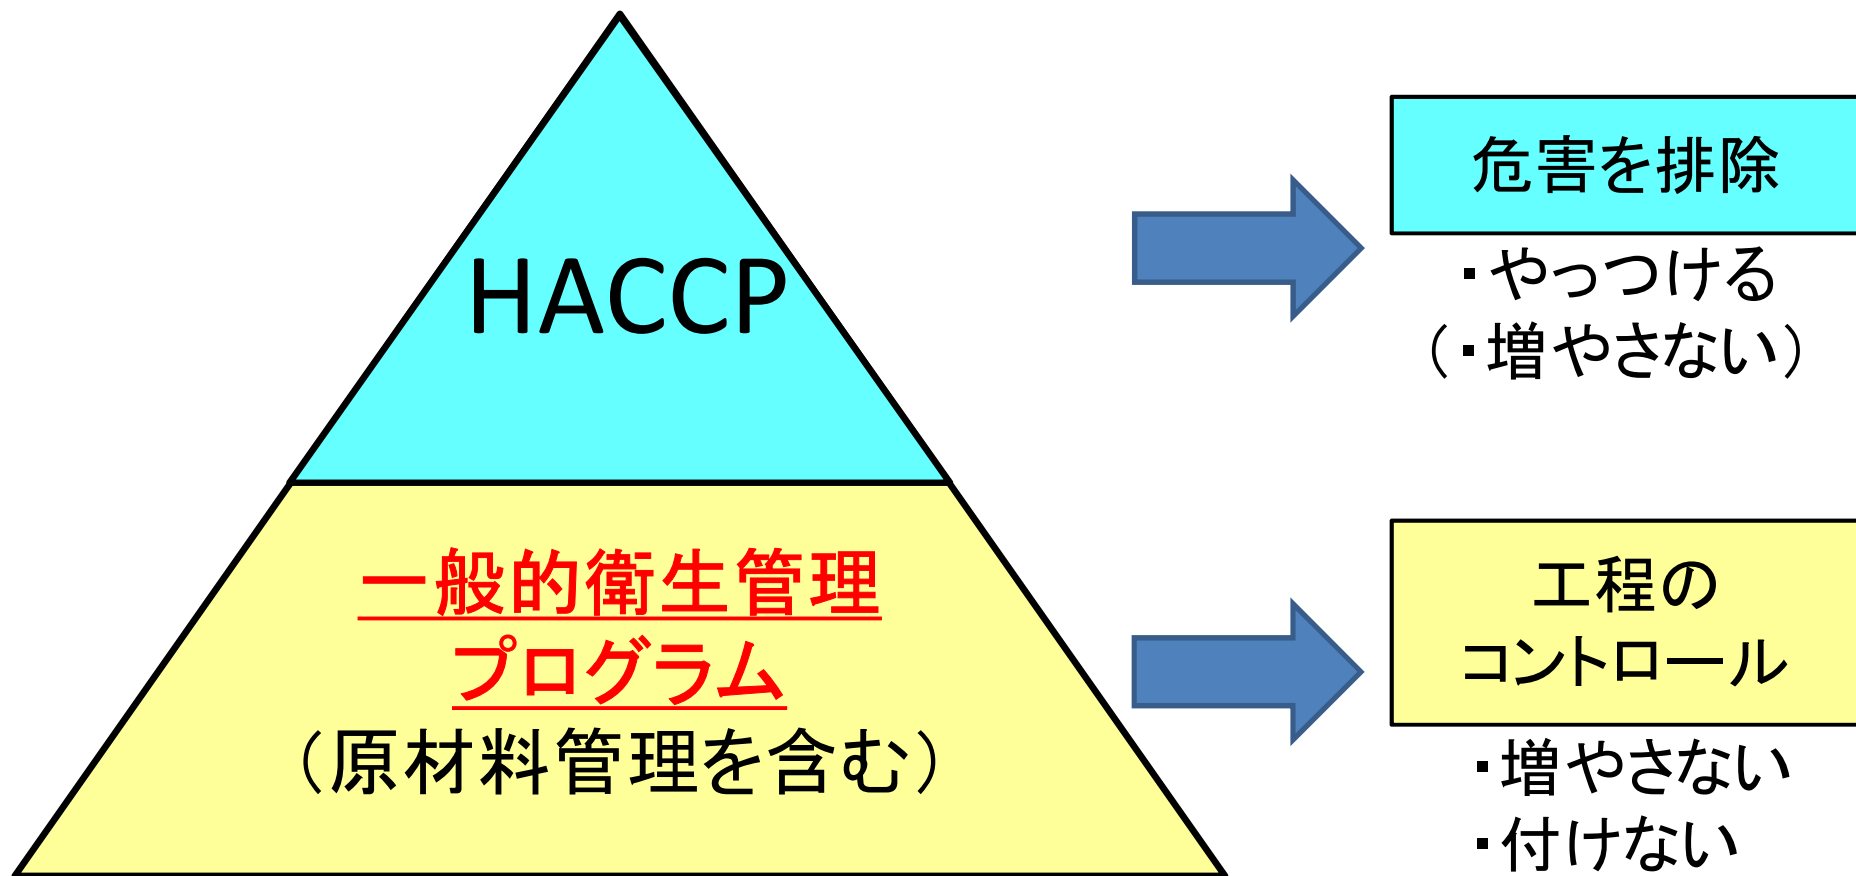 HACCP
一般的衛生管理
プログラム
（原材料管理を含む）
危害を排除
・やっつける
（・増やさない）
工程の
コントロール
・増やさない
・付けない